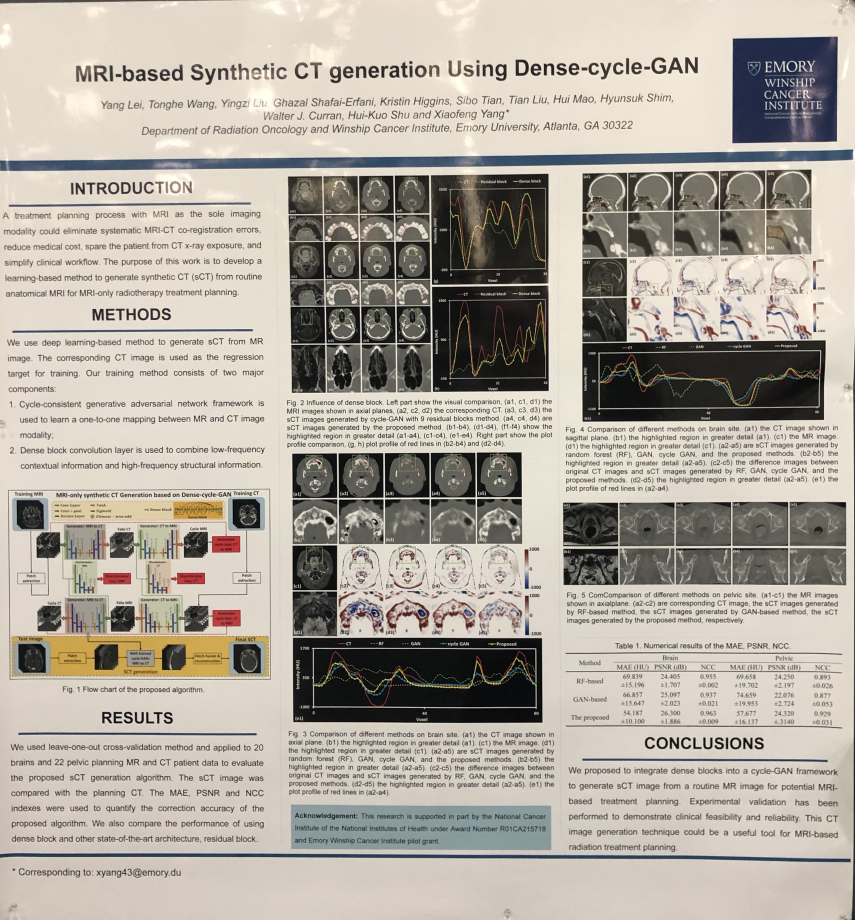 MRI-based Synthetic CT generation Using Dense-cycle-GAN
Yang Lei, Tonghe Wang, Yingzi Liu, Ghazal Shafai-Erfani, Kristin Higgins, Sibo Tian, Tian Liu, Hui Mao, Hyunsuk Shim,
Walter J. Curran, Hui-Kuo Shu and Xiaofeng Yang*
Department of Radiation Oncology and Winship Cancer Institute, Emory University, Atlanta, GA 30322
EMORY
WINSHIP
CANCER
INSTITUTE
INTRODUCTION
A treatment planning process with MRI as the sole imaging
modality could eliminate systematic MRI-CT co-registration errors,
reduce medical cost, spare the patient from CT x-ray exposure, and
simplify clinical workflow. The purpose of this work is to develop a
learning-based method to generate synthetic CT (sCT) from routine
anatomical MRI for MRI-only radiotherapy treatment planning.
METHODS
We use deep learning-based method to generate sCT from MR
image. The corresponding CT image is used as the regression
target for training. Our training method consists of two major
components:
1. Cycle-consistent generative adversarial network framework is
used to learn a one-to-one mapping between MR and CT image
modality;
2. Dense block convolution layer is used to combine low-frequency
contextual information and high-frequency structural information.
Training MRI
MRI-only synthetic CT Generation based on Dense-cycle-GAN
Training CT
Generator: MRI to CT
Fake CT
Generator: CT to MRI
Cycle MRI
Patch
extraction
Patch
extraction
Cycle CT
Fake MRI
Test image
Patch
extraction
Patch fusion &
Final SCT
SCT generation
Fig. 1 Flow chart of the proposed algorithm.
RESULTS
We used leave-one-out cross-validation method and applied to 20
brains and 22 pelvic planning MR and CT patient data to evaluate
the proposed sCT generation algorithm. The sCT image was
compared with the planning CT. The MAE, PSNR and NCC
indexes were used to quantify the correction accuracy of the
proposed algorithm. We also compare the performance of using
dense block and other state-of-the-art architecture, residual block.
CT Residual block Dense block
Intensity (HU)
Voxel
CT Residual block Dense block
Intensity (HU)
Voxel
Fig. 2 Influence of dense block. Left part show the visual comparison, (a1, c1, d1) the
MRI images shown in axial planes, (a2, c2, d2) the corresponding CT. (a3, c3, d3) the
sCT images generated by cycle-GAN with 9 residual blocks method. (a4, c4, d4) are
sCT images generated by the proposed method. (b1-b4), (d1-d4), (f1-f4) show the
highlighted region in greater detail (a1-a4), (c1-c4), (e1-e4). Right part show the plot
profile comparison, (g, h) plot profile of red lines in (b2-b4) and (d2-d4).
CT RF GAN cycle GAN Proposed
Intensity (HU)
Voxel
Fig. 3 Comparison of different methods on brain site. (a1) the CT image shown in
axial plane. (b1) the highlighted region in greater detail (a1). (c1) the MR image. (d1)
the highlighted region in greater detail (c1). (a2-a5) are sCT images generated by
random forest (RF), GAN, cycle GAN, and the proposed methods. (b2-b5) the
highlighted region in greater detail (a2-a5). (c2-c5) the difference images between
original CT images and sCT images generated by RF, GAN, cycle GAN, and the
proposed methods. (d2-d5) the highlighted region in greater detail (a2-a5). (e1) the
plot profile of red lines in (a2-a4).
Acknowledgement: This research is supported in part by the National Cancer
Institute of the National Institutes of Health under Award Number R01CA215718
and Emory Winship Cancer Institute pilot grant.
CT RF GAN cycle GAN Proposed
Intensity (HU)
Voxel
Fig. 4 Comparison of different methods on brain site. (a1) the CT image shown in
sagittal plane. (b1) the highlighted region in greater detail (a1). (c1) the MR image.
(d1) the highlighted region in greater detail (c1). (a2-a5) are sCT images generated by
random forest (RF), GAN, cycle GAN, and the proposed methods. (b2-b5) the
highlighted region in greater detail (a2-a5). (c2-c5) the difference images between
original CT images and sCT images generated by RF, GAN, cycle GAN, and the
proposed methods. (d2-d5) the highlighted region in greater detail (a2-a5). (e1) the
plot profile of red lines in (a2-a4).
Fig. 5 ComComparison of different methods on pelvic site. (a1-c1) the MR images
shown in axialplane. (a2-c2) are corresponding CT image, the sCT images generated
by RF-based method, the sCT images generated by GAN-based method, the sCT
images generated by the proposed method, respectively.
Table 1. Numerical results of the MAE, PSNR, NCC.
Method Brain Pelvic
MAE (HU) PSNR (dB) NCC MAE (HU) PSNR (dB) NCC
RF-based 69.839 24.405 0.955 69.658 24.250 0.893
±15.196 ±1.707 ±0.002 ±19.702 ±2.197 ±0.026
GAN-based 66.857 25.097 0.937 74.659 22.076 0.877
±15.647 ±2.023 ±0.021 ±19.953 ±2.724 ±0.053
The proposed 54.187 26.300 0.963 57.677 24.320 0.929
±10.100 ±1.886 ±0.009 ±16.137 ±.3140 ±0.031
CONCLUSIONS
We proposed to integrate dense blocks into a cycle-GAN framework
to generate sCT image from a routine MR image for potential MRI-
based treatment planning. Experimental validation has been
performed to demonstrate clinical feasibility and reliability. This CT
image generation technique could be a useful tool for MRI-based
radiation treatment planning.
* Corresponding to: xyang43@emory.du